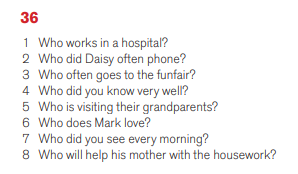 36
1 Who works in a hospital?
2 Who did Daisy often phone?
3 Who often goes to the funfair?
4 Who did you know very well?
5 Who is visiting their grandparents?
6 Who does Mark love?
7 Who did you see every morning?
8 Who will help his mother with the housework?